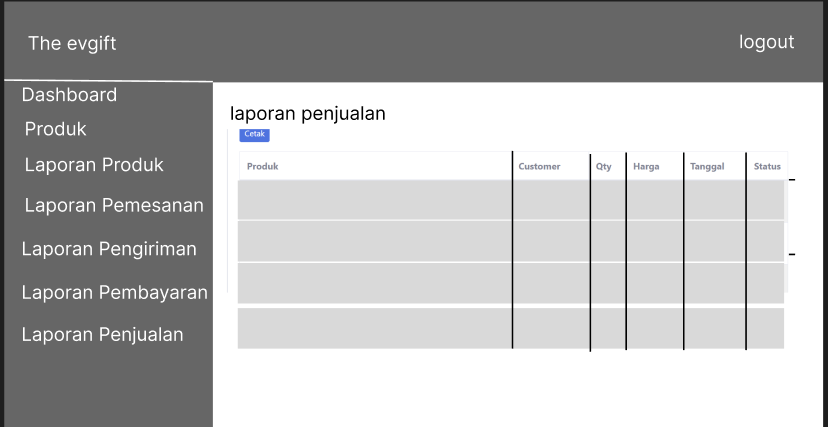 The evgift
logout
Dashboard
Produk
Laporan Produk
Laporan Pemesanan
Laporan Pengiriman
Laporan Pembayaran
Laporan Penjualan
laporan penjualan
Cetak
Produk Customer Qty Harga Tanggal Status